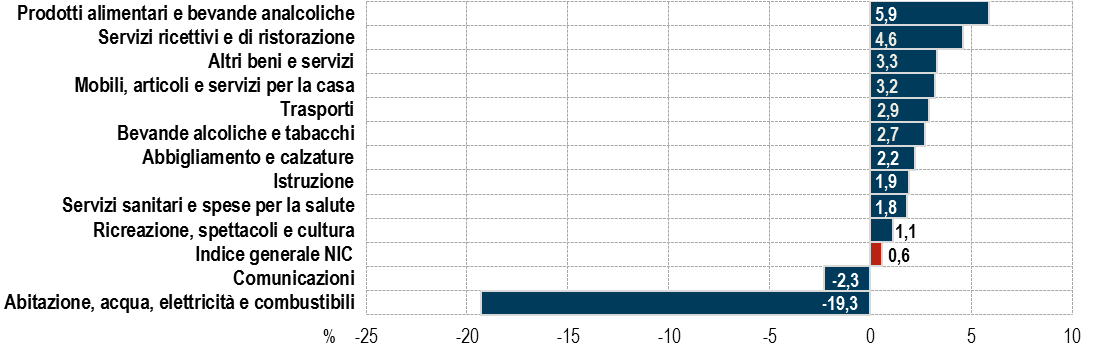 Prodotti alimentari e bevande analcoliche 5,9
Servizi ricettivi e di ristorazione 4,6
Altri beni e servizi 3,3
Mobili, articoli e servizi per la casa 3,2
Trasporti 2,9
Bevande alcoliche e tabacchi 2,7
Abbigliamento e calzature 2,2
Istruzione 1,9
Servizi sanitari e spese per la salute 1,8
Ricreazione, spettacoli e cultura 1,1
Indice generale NIC 0,6
Comunicazioni -2,3
Abitazione, acqua, elettricità e combustibili -19,3
% -25 -20 -15 -10 -5 0 5 10